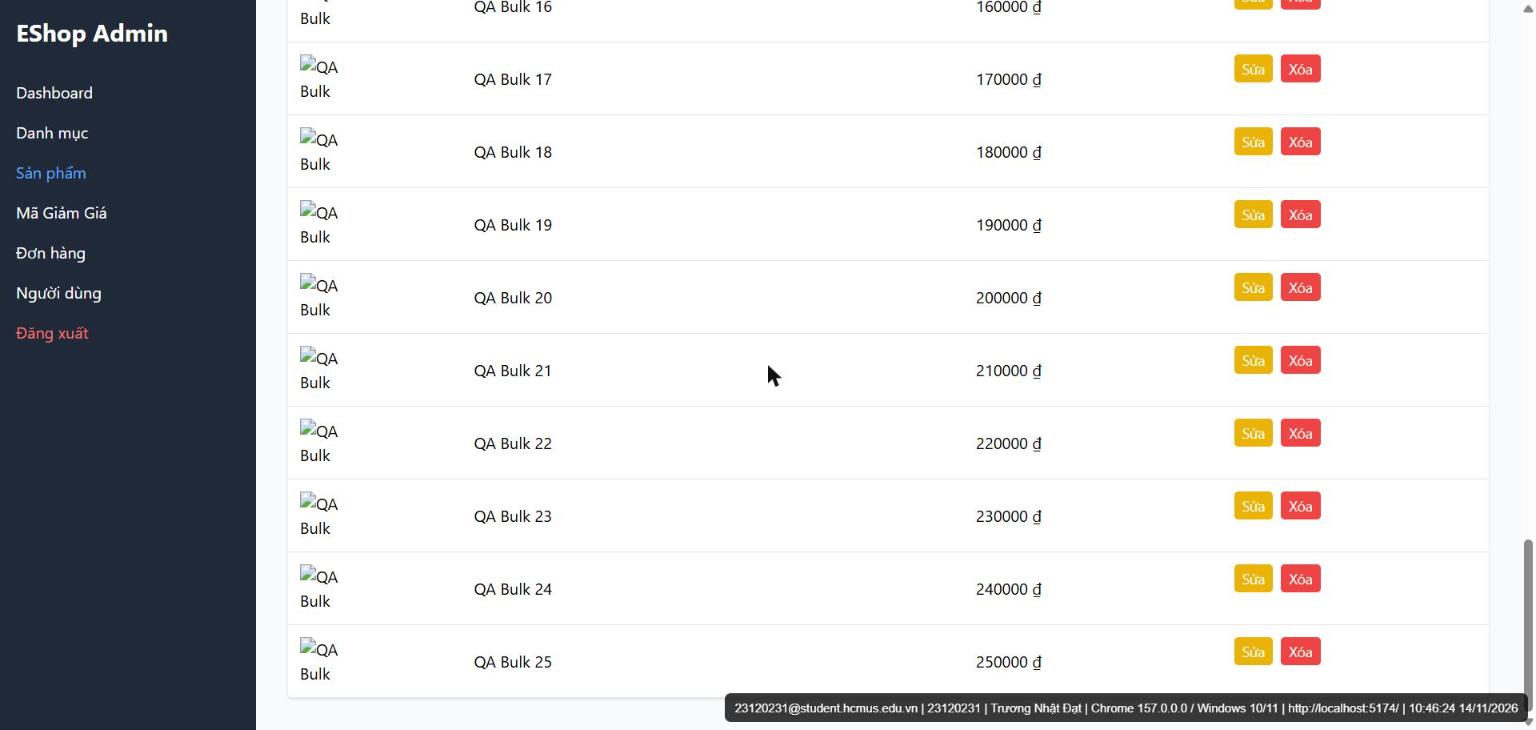 EShop Admin
Dashboard
Danh mục
Sản phẩm
Mã Giảm Giá
Đơn hàng
Người dùng
Đăng xuất
Bulk
QA Bulk 16
160000 ₫
Sửa
Xóa
QA
Bulk
QA Bulk 17
170000 ₫
Sửa
Xóa
QA
Bulk
QA Bulk 18
180000 ₫
Sửa
Xóa
QA
Bulk
QA Bulk 19
190000 ₫
Sửa
Xóa
QA
Bulk
QA Bulk 20
200000 ₫
Sửa
Xóa
QA
Bulk
QA Bulk 21
210000 ₫
Sửa
Xóa
QA
Bulk
QA Bulk 22
220000 ₫
Sửa
Xóa
QA
Bulk
QA Bulk 23
230000 ₫
Sửa
Xóa
QA
Bulk
QA Bulk 24
240000 ₫
Sửa
Xóa
QA
Bulk
QA Bulk 25
250000 ₫
Sửa
Xóa
23120231@student.hcmus.edu.vn | 23120231 | Trương Nhật Đạt | Chrome 157.0.0.0 / Windows 10/11 | http://localhost:5174/ | 10:46:24 14/11/2026